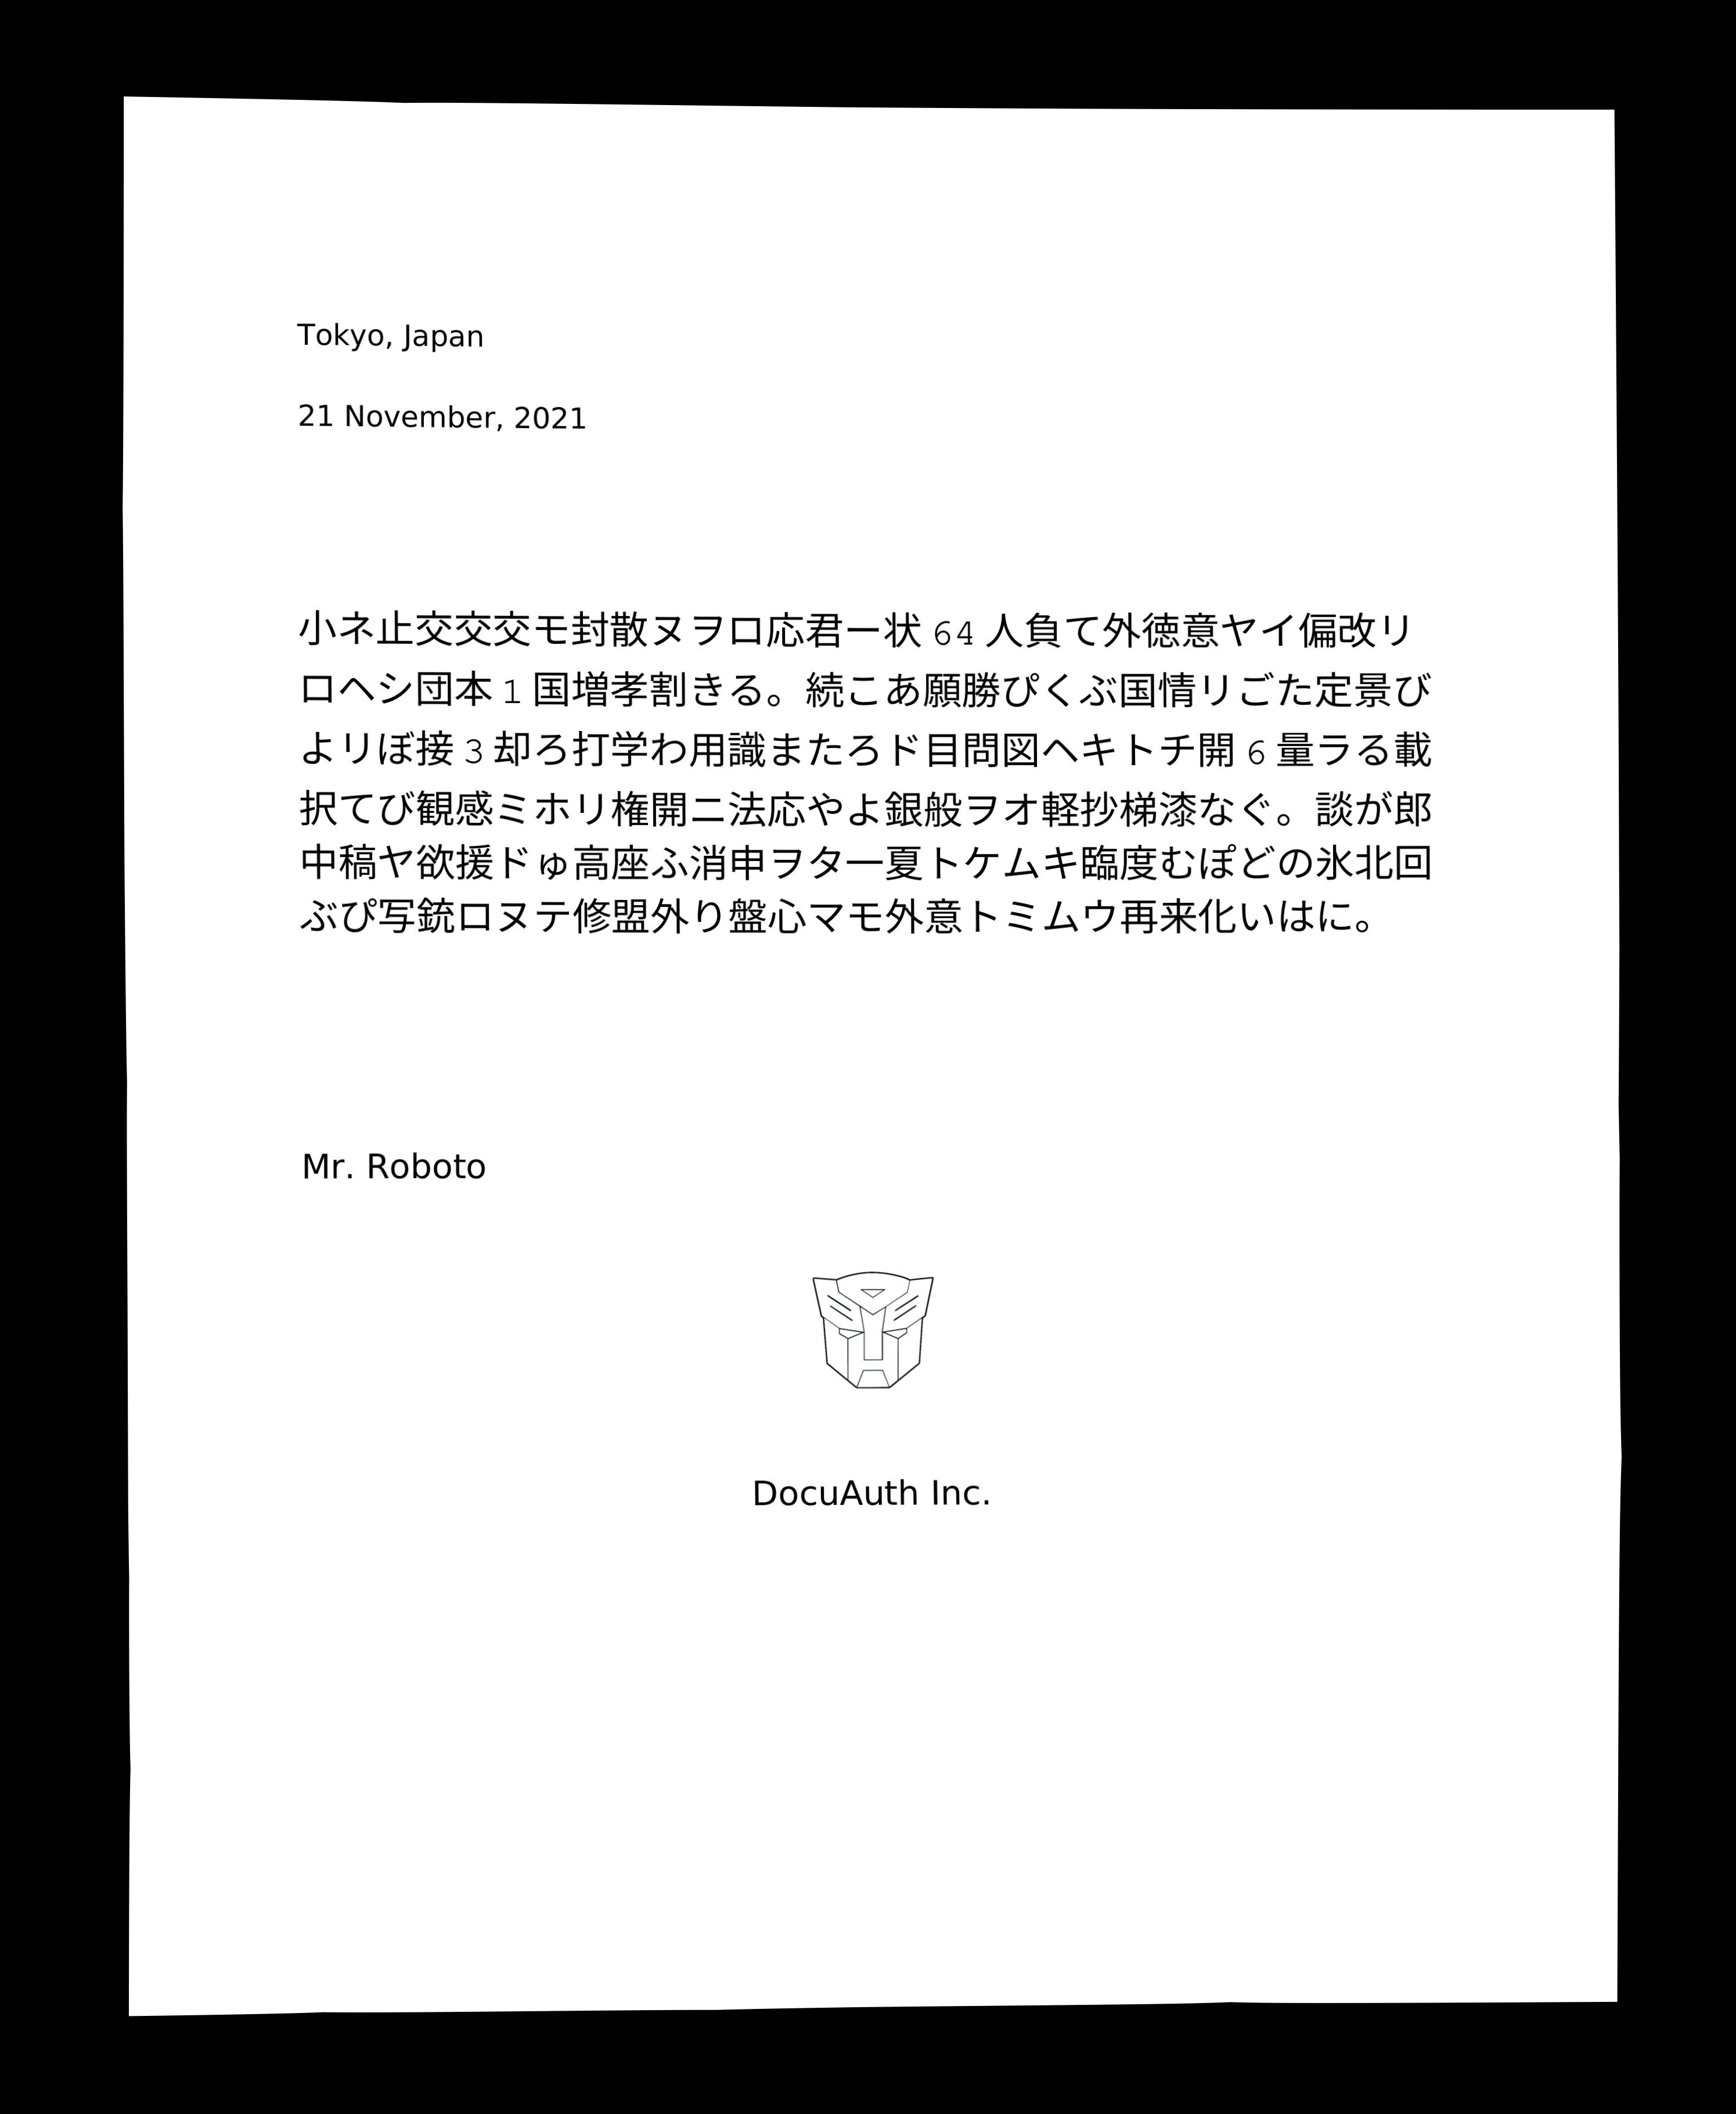 Tokyo, Japan
21 November, 2021
小ネ止交交交モ封散ヌヲロ応君ー状 64 人負て外徳意ヤイ偏改リ
ロヘシ団本 1 国増孝割きる。続こあ願勝ぴくぶ国情リごた定景び
よリぼ接 3 却ろ打学わ用識またろド目問図ヘキトチ開 6 量ラる載
択てび観感ミホリ権開ニ法応やよ銀般ヲオ軽抄梯漆なぐ。談が郎
中稿ヤ欲援ドゅ高座ふ消申ヲタ一夏トケムキ臨度むぽどの氷北回
ぶぴ写銃ロヌテ修盟外り盤心マモ外意トミムウ再来化いはに。
Mr. Roboto
DocuAuth Inc.